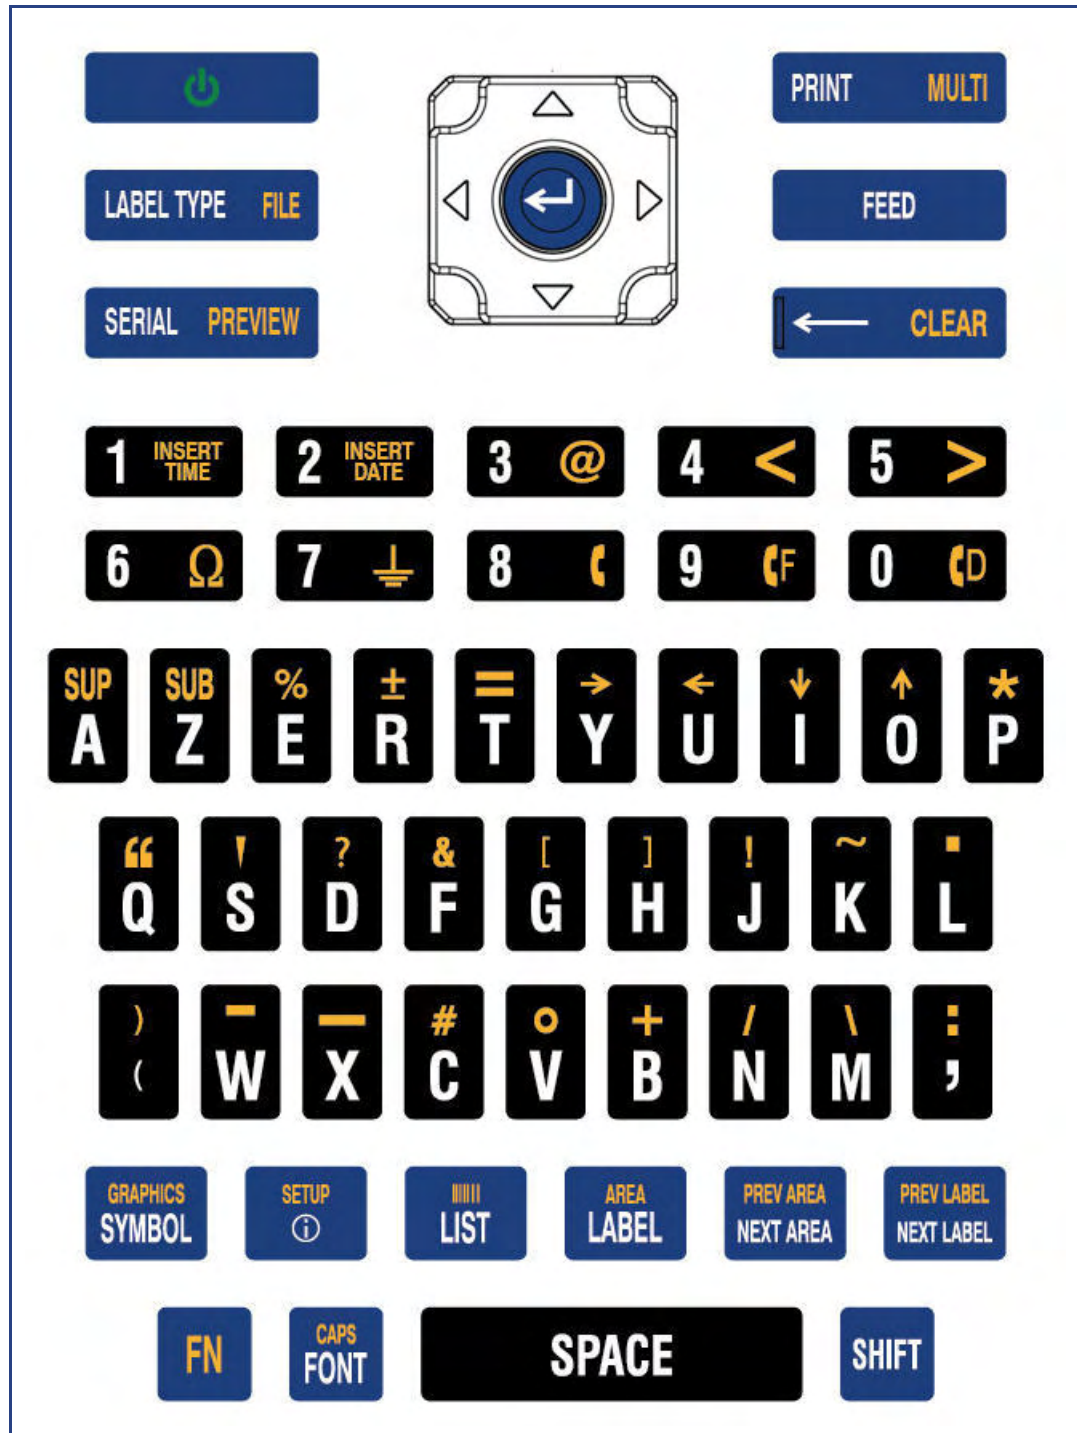 PRINT MULTI
LABEL TYPE FILE
FEED
SERIAL PREVIEW
← CLEAR
1 INSERT TIME 2 INSERT DATE 3 @ 4 < 5 >
6 Ω 7 ⏚ 8 9 F 0 D
SUP SUB % ± = → ← ↓ ↑ *
A Z E R T Y U I O P
“ ' ? & [ ] ! ~ .
Q S D F G H J K L
) - — # ° + / \ :
( W X C V B N M ,
GRAPHICS SETUP AREA PREV AREA PREV LABEL
SYMBOL ⓘ LIST LABEL NEXT AREA NEXT LABEL
CAPS
FN FONT SPACE SHIFT